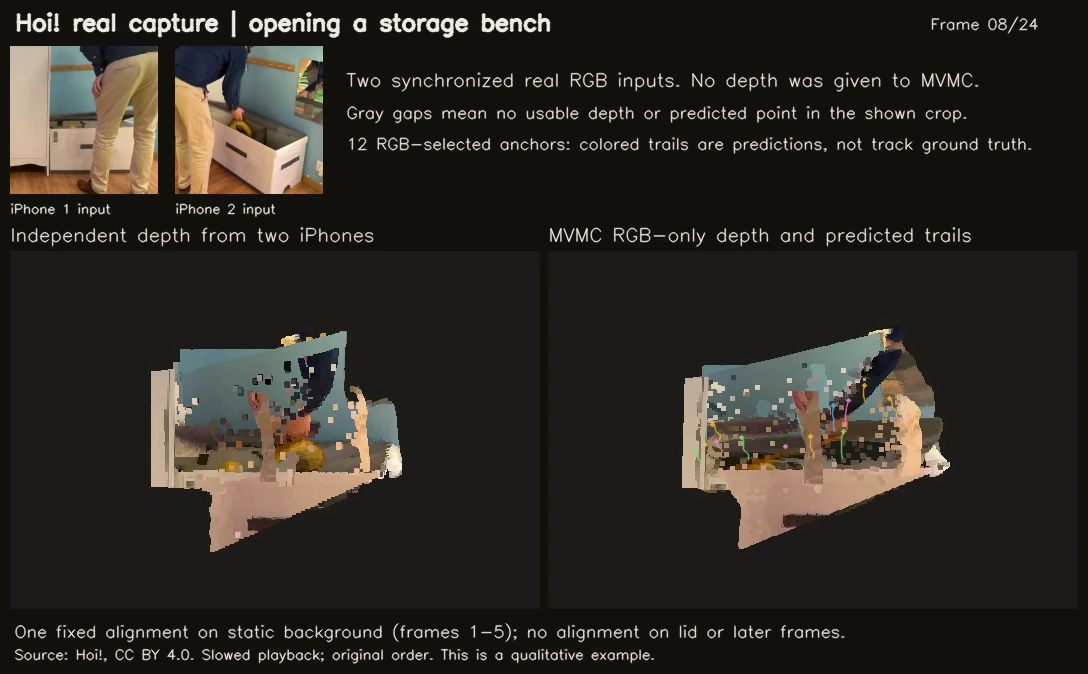 Hoi! real capture | opening a storage bench
Frame 08/24
Two synchronized real RGB inputs. No depth was given to MVMC.
Gray gaps mean no usable depth or predicted point in the shown crop.
12 RGB-selected anchors: colored trails are predictions, not track ground truth.
iPhone 1 input
iPhone 2 input
Independent depth from two iPhones
MVMC RGB-only depth and predicted trails
One fixed alignment on static background (frames 1-5); no alignment on lid or later frames.
Source: Hoi!, CC BY 4.0. Slowed playback; original order. This is a qualitative example.